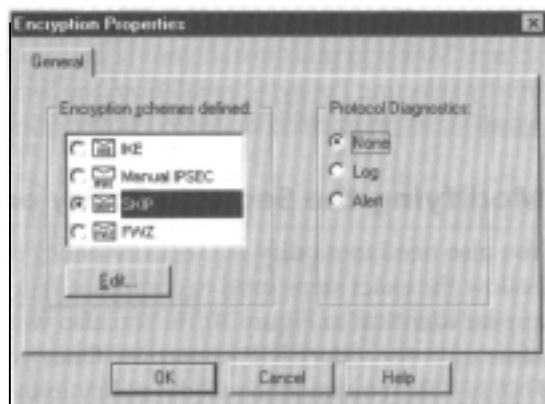 Encryption Properties
General
Encryption schemes defined:
IKE
Manual IPSEC
SKIP
FWZ
Edit...
Protocol Diagnostics:
None
Log
Alert
OK
Cancel
Help